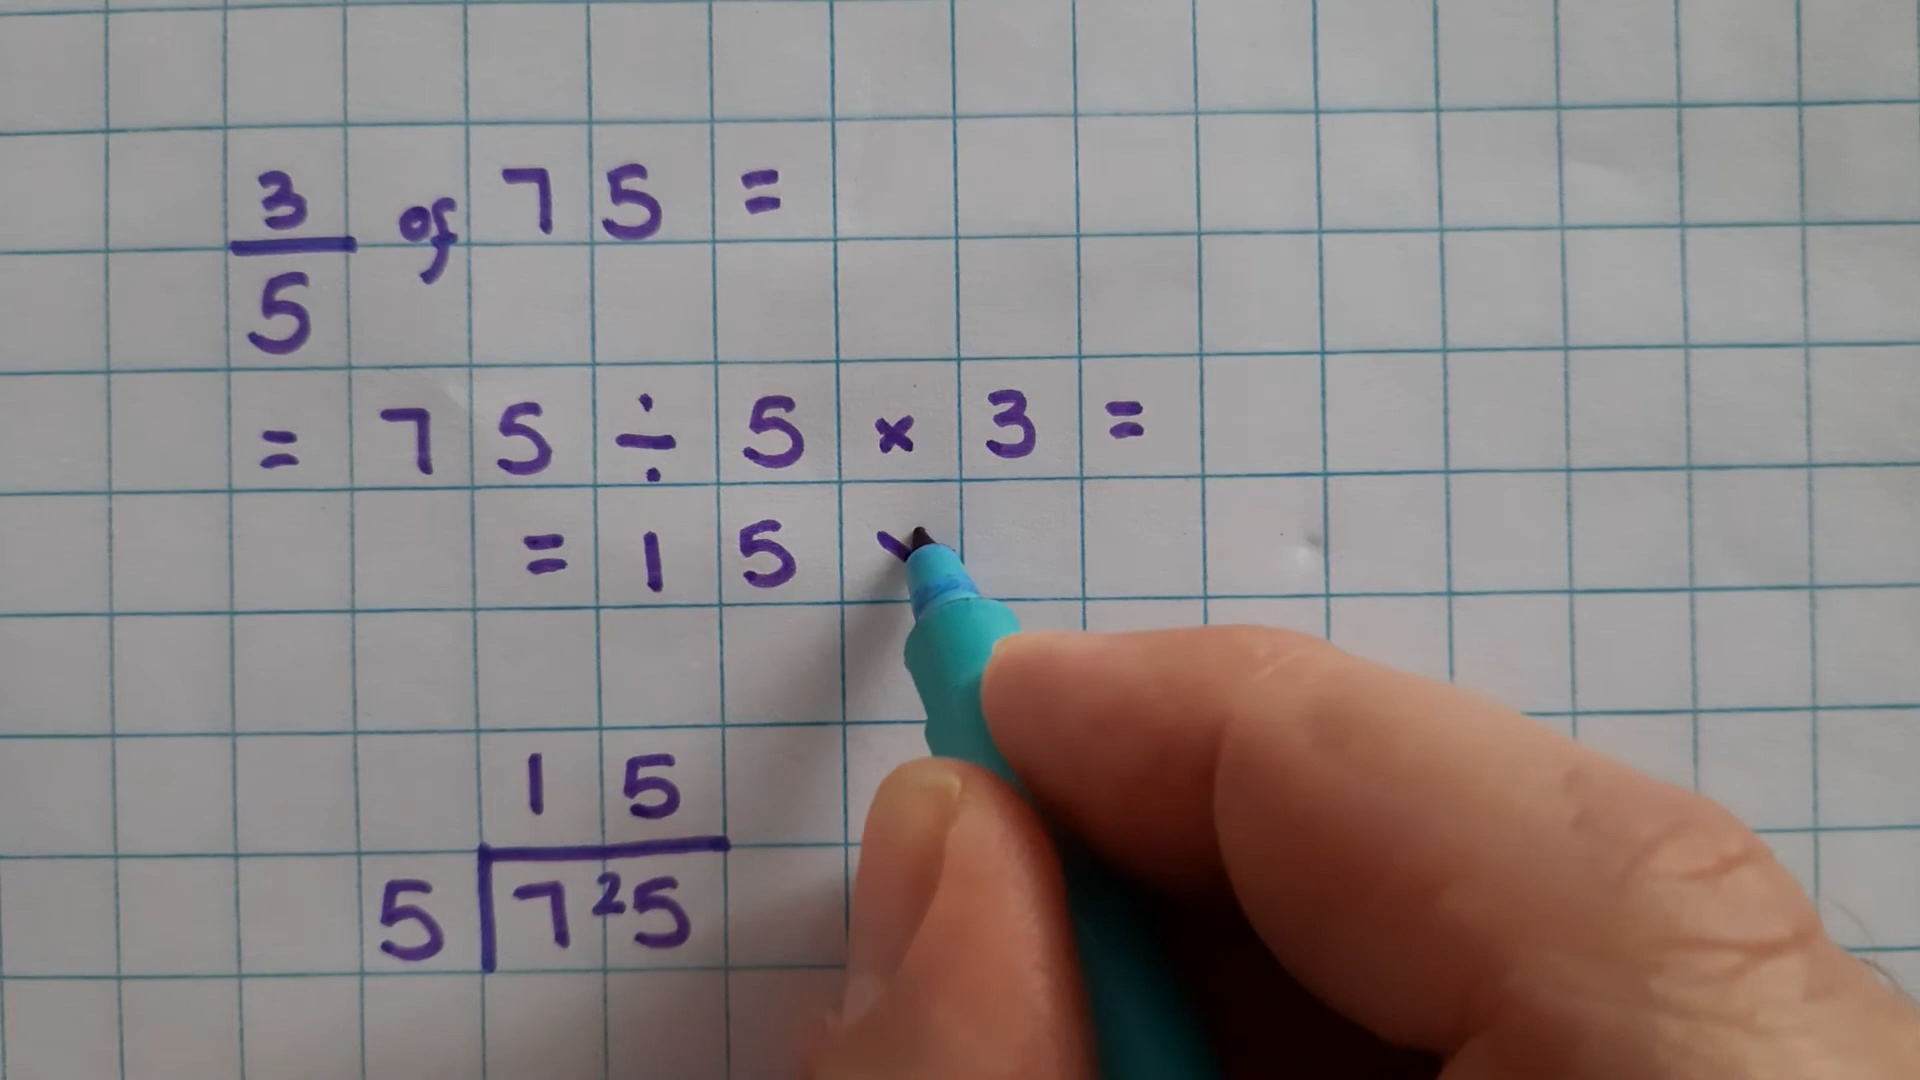 3/5 of 75 =
= 75 ÷ 5 × 3 =
= 15
15
5 7²5